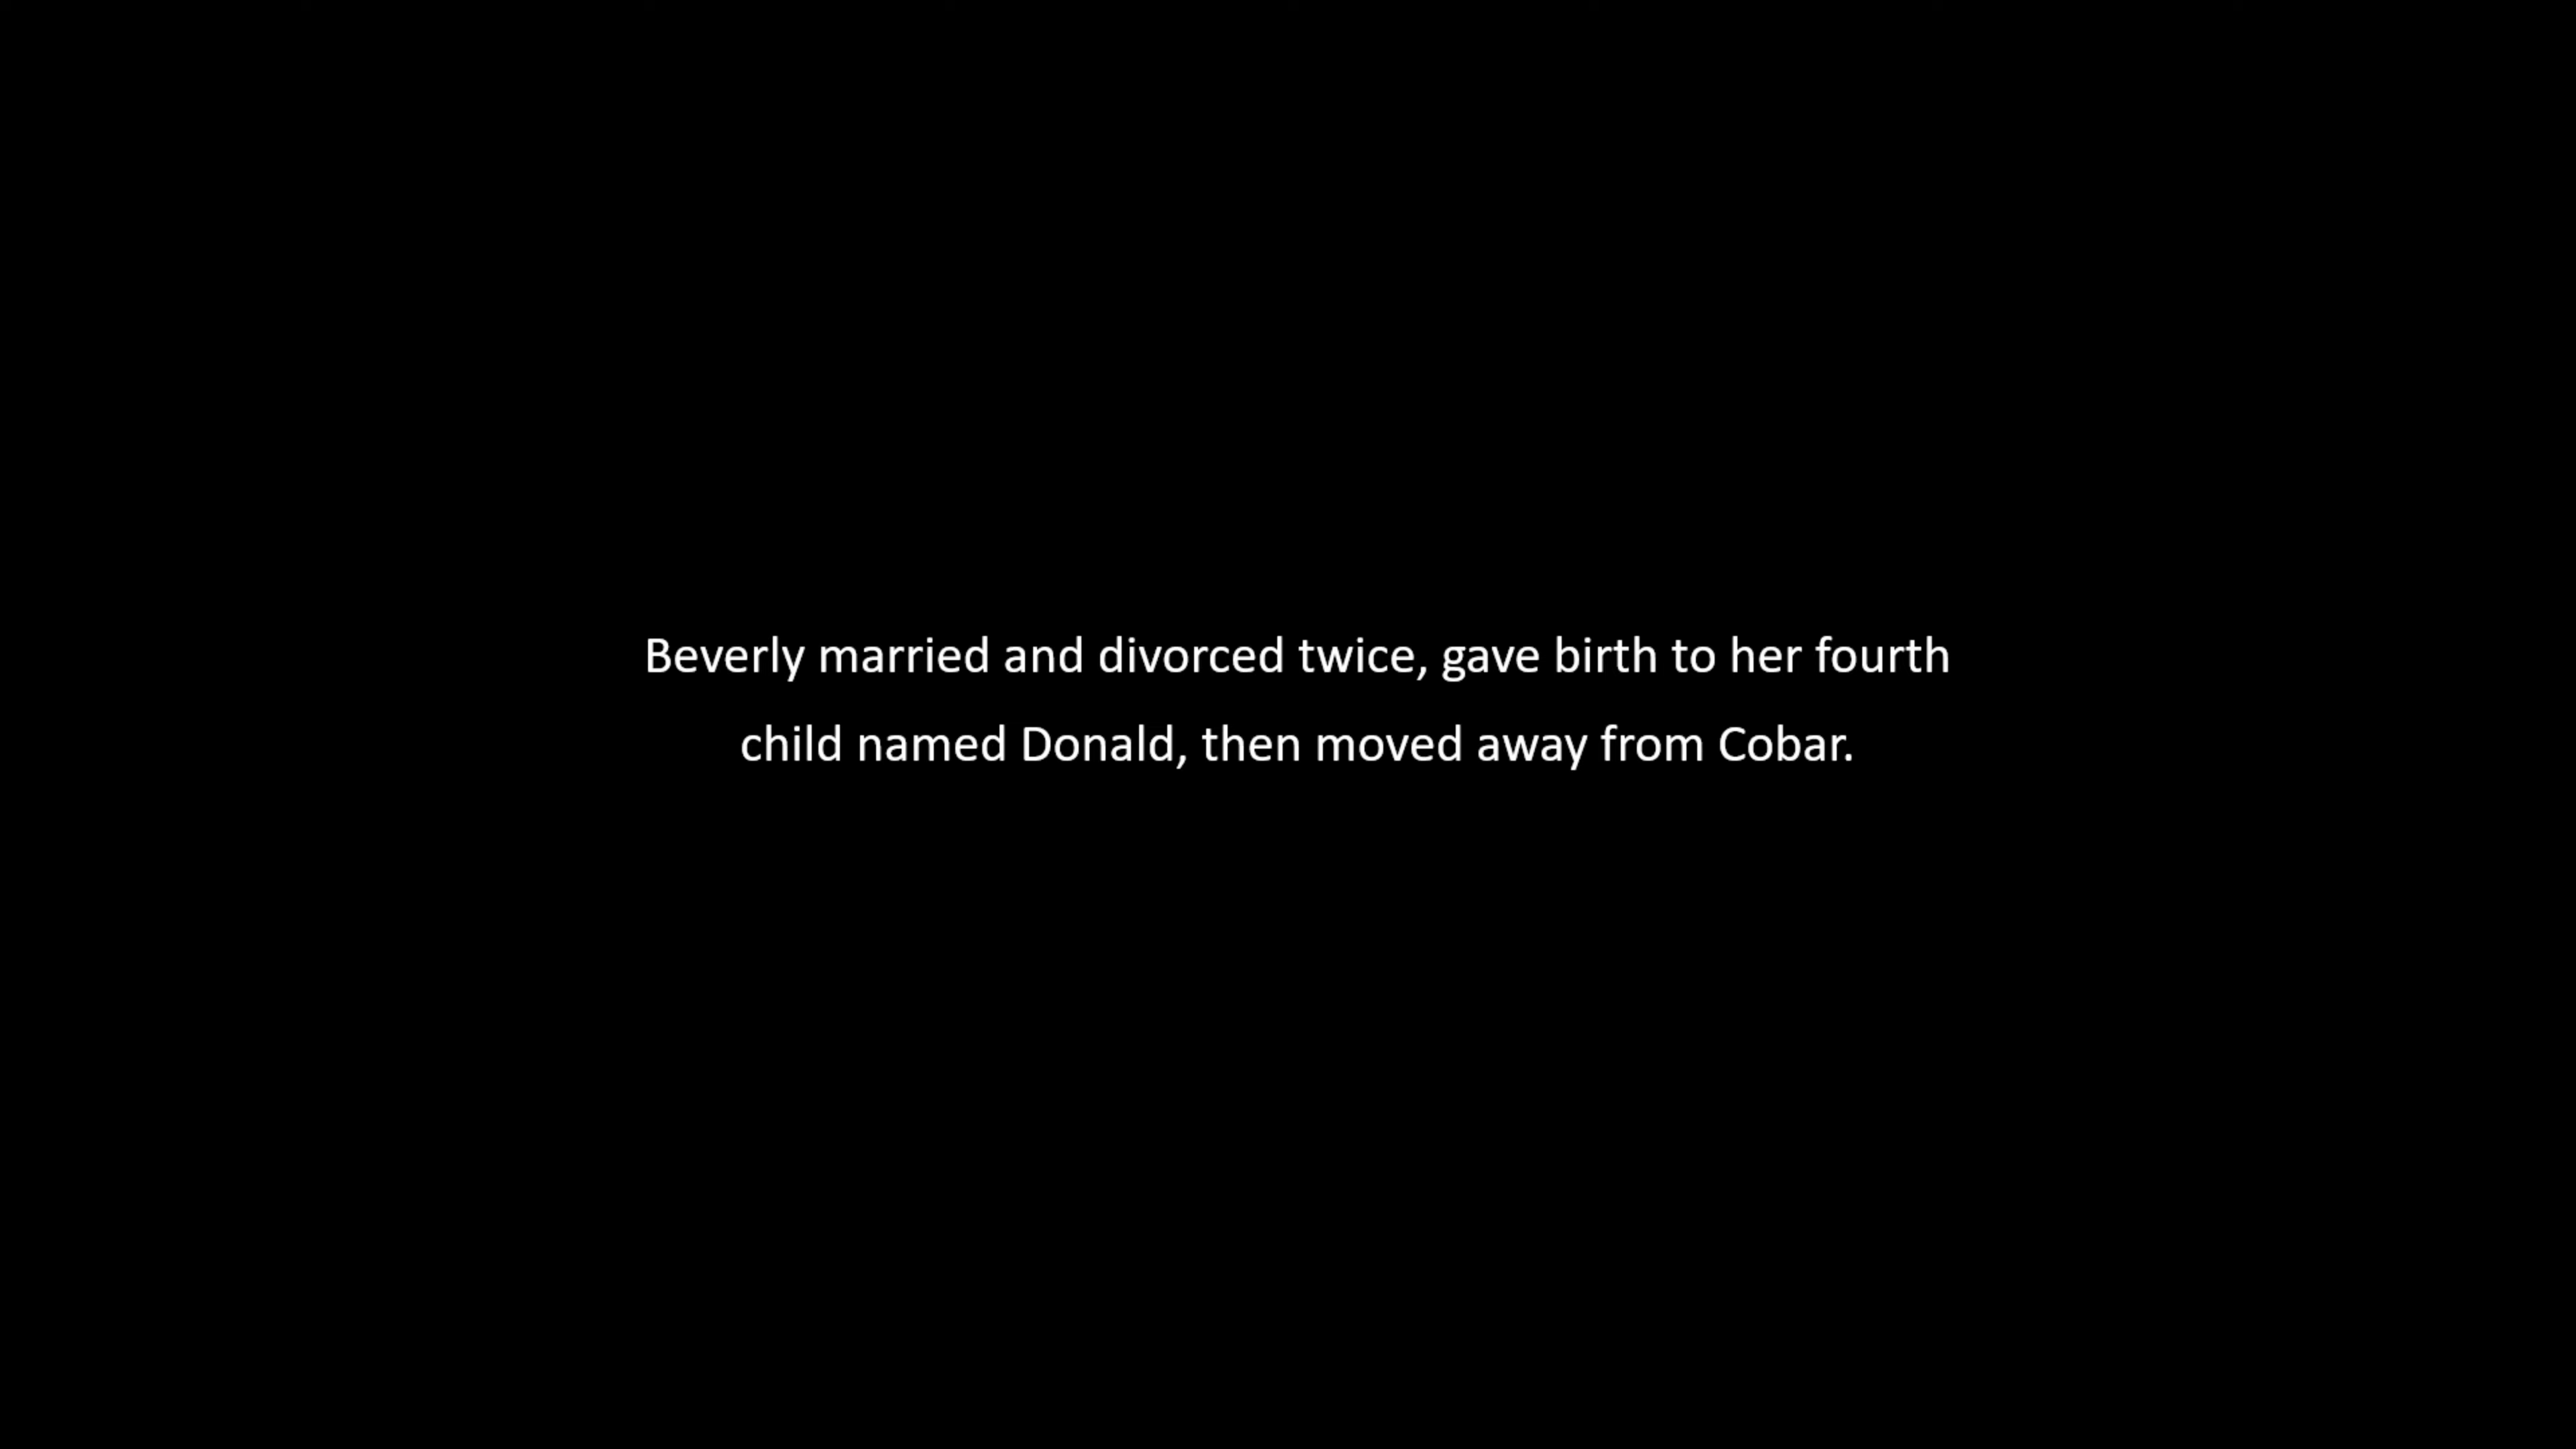 Beverly married and divorced twice, gave birth to her fourth
child named Donald, then moved away from Cobar.